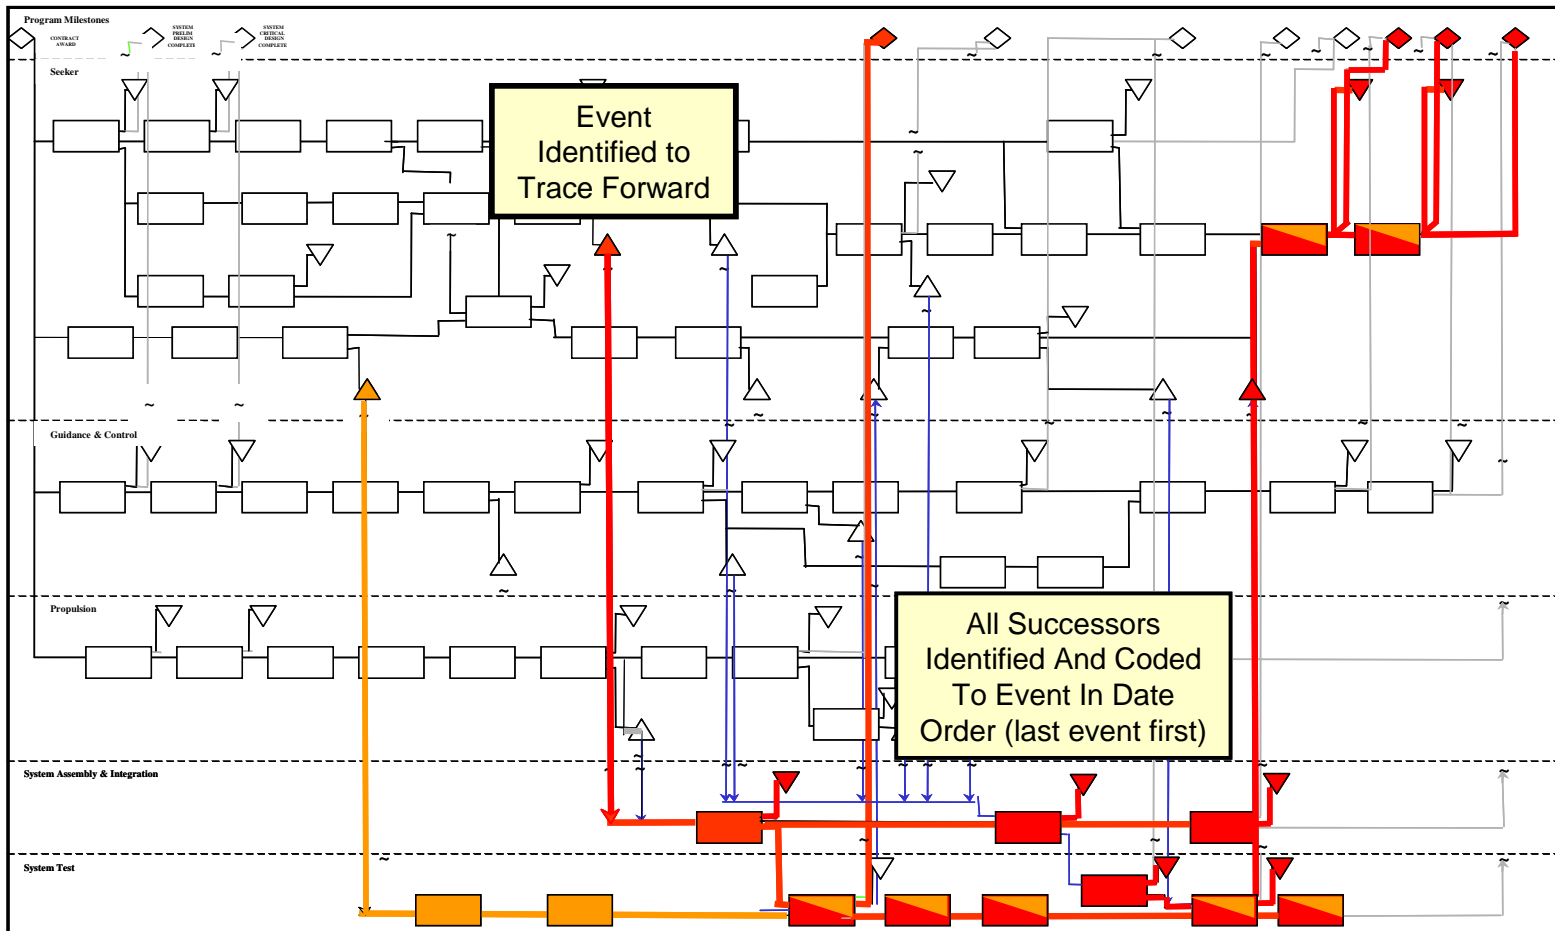 Program Milestones
CONTRACT
AWARD
SYSTEM
PRELIM
DESIGN
COMPLETE
SYSTEM
CRITICAL
DESIGN
COMPLETE
Seeker
Event
Identified to
Trace Forward
Guidance & Control
Propulsion
All Successors
Identified And Coded
To Event In Date
Order (last event first)
System Assembly & Integration
System Test